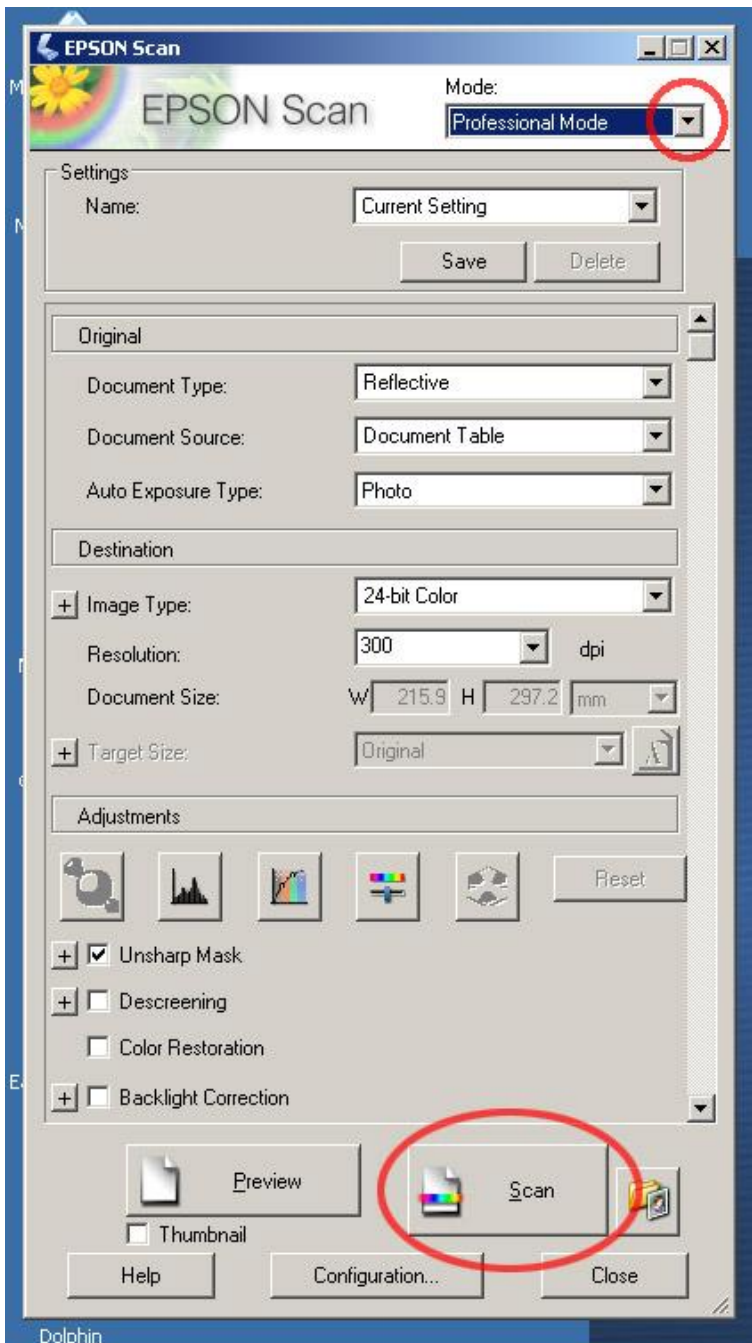 EPSON Scan
EPSON Scan
Mode:
Professional Mode
Settings
Name: Current Setting
Save Delete
Original
Document Type: Reflective
Document Source: Document Table
Auto Exposure Type: Photo
Destination
+ Image Type: 24-bit Color
Resolution: 300 dpi
Document Size: W 215.9 H 297.2 mm
+ Target Size: Original
Adjustments
Reset
+ Unsharp Mask
+ Descreening
Color Restoration
+ Backlight Correction
Preview Scan
Thumbnail
Help Configuration... Close
Dolphin